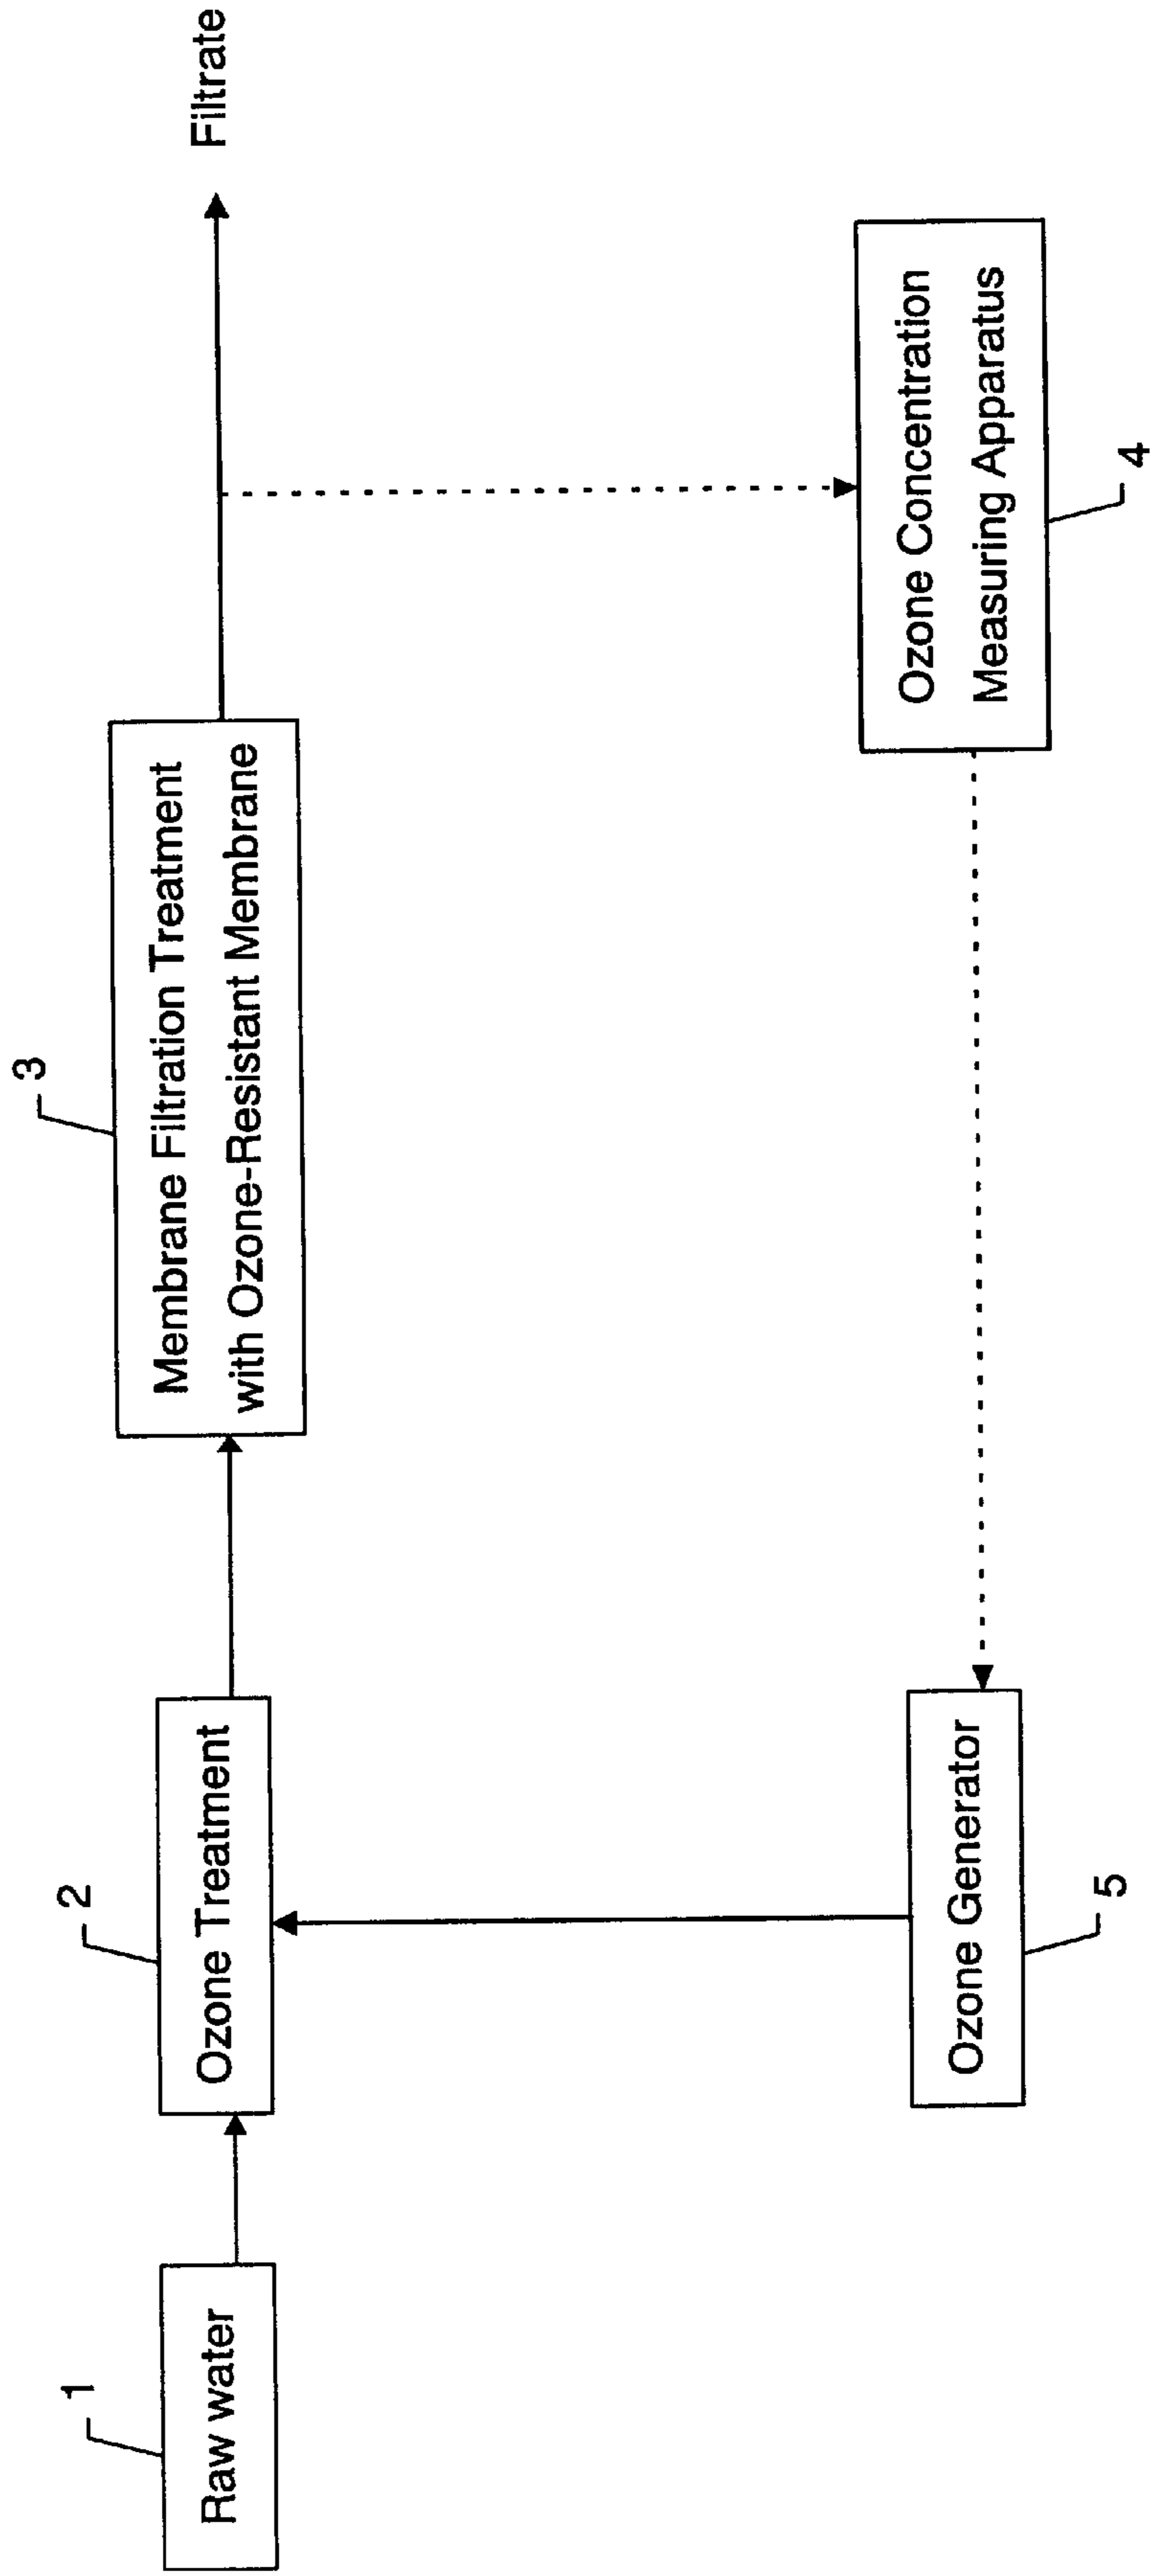 1
Raw water
2
Ozone Treatment
3
Membrane Filtration Treatment
with Ozone-Resistant Membrane
Filtrate
5
Ozone Generator
4
Ozone Concentration
Measuring Apparatus